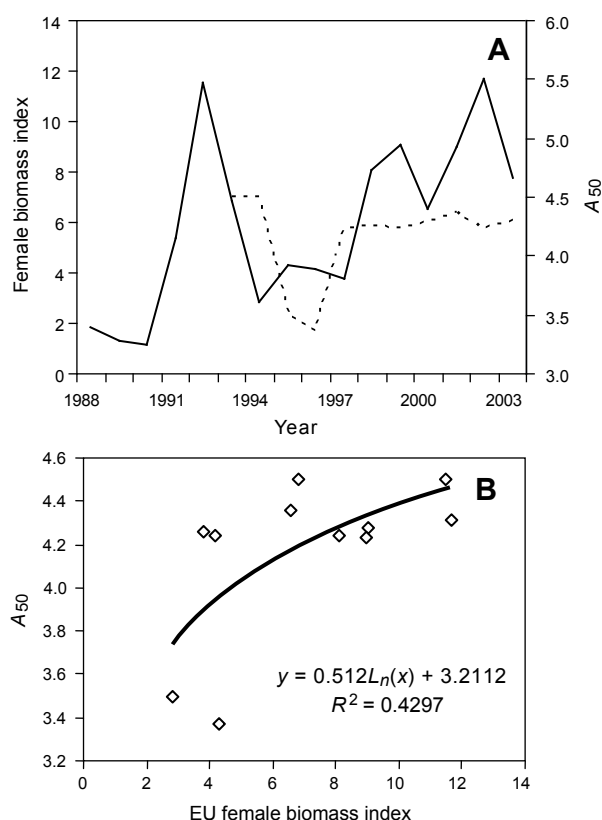 A
14
12
10
8
6
4
2
0
Female biomass index
6.0
5.5
5.0
4.5
4.0
3.5
3.0
A50
1988 1991 1994 1997 2000 2003
Year
B
4.6
4.4
4.2
4.0
3.8
3.6
3.4
3.2
A50
y = 0.512Ln(x) + 3.2112
R2 = 0.4297
0 2 4 6 8 10 12 14
EU female biomass index